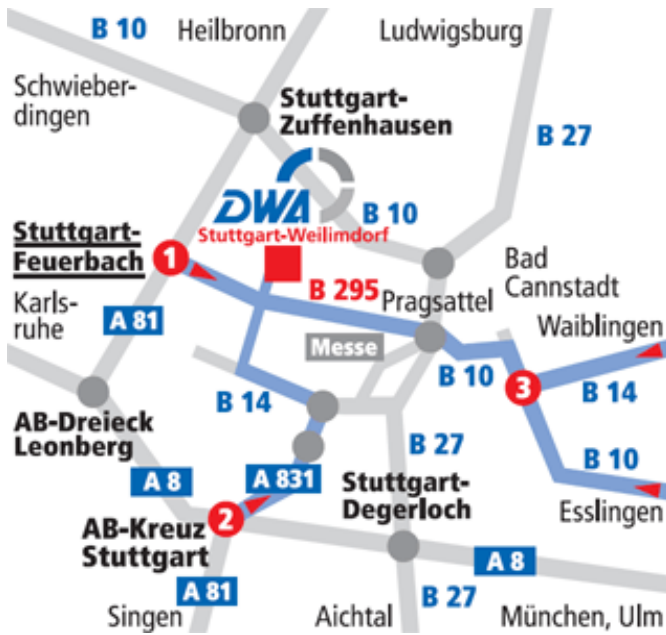 B 10
Heilbronn
Ludwigsburg
Schwieber-
dingen
Stuttgart-
Zuffenhausen
B 27
DWA
B 10
Stuttgart-Weilimdorf
Stuttgart-
Feuerbach
1
B 295
Pragsattel
Bad
Cannstadt
Karls-
ruhe
A 81
Messe
Waiblingen
B 10
3
B 14
B 14
AB-Dreieck
Leonberg
B 27
B 10
A 8
A 831
Stuttgart-
Degerloch
Esslingen
2
AB-Kreuz
Stuttgart
A 8
A 81
B 27
Singen
Aichtal
München, Ulm